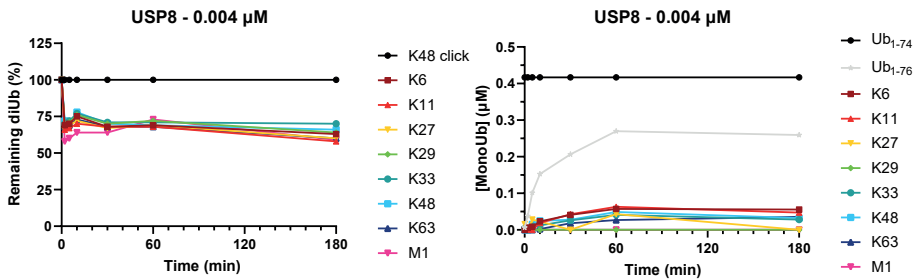 USP8 - 0.004 µM
Remaining diUb (%)
125
100
75
50
25
0
0
60
120
180
Time (min)
K48 click
K6
K11
K27
K29
K33
K48
K63
M1
USP8 - 0.004 µM
[MonoUb] (µM)
0.5
0.4
0.3
0.2
0.1
0.0
0
60
120
180
Time (min)
Ub1-74
Ub1-76
K6
K11
K27
K29
K33
K48
K63
M1